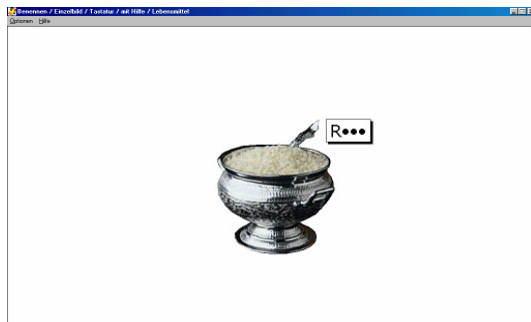 Benennen / Einzelbild / Tastatur / mit Hilfe / Lebensmittel
Optionen Hilfe
R●●●